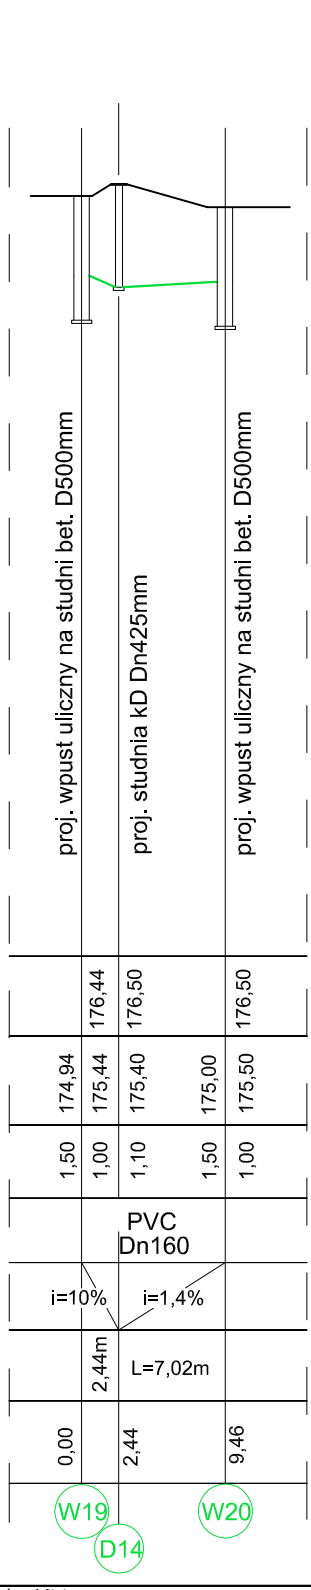 proj. wpust uliczny na studni bet. D500mm
proj. studnia kD Dn425mm
proj. wpust uliczny na studni bet. D500mm
176,44
176,50
176,50
174,94
175,44
175,40
175,00
175,50
1,50
1,00
1,10
1,50
1,00
PVC
Dn160
i=10%
i=1,4%
2,44m
L=7,02m
0,00
2,44
9,46
W19
D14
W20